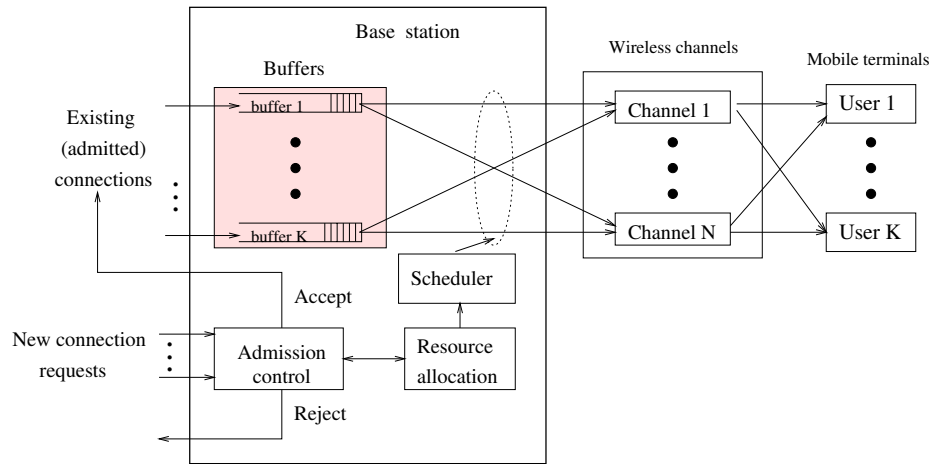 Base station
Wireless channels
Mobile terminals
Buffers
buffer 1
Channel 1
User 1
Existing
(admitted)
connections
buffer K
Channel N
User K
Scheduler
Accept
New connection
requests
Admission
control
Resource
allocation
Reject